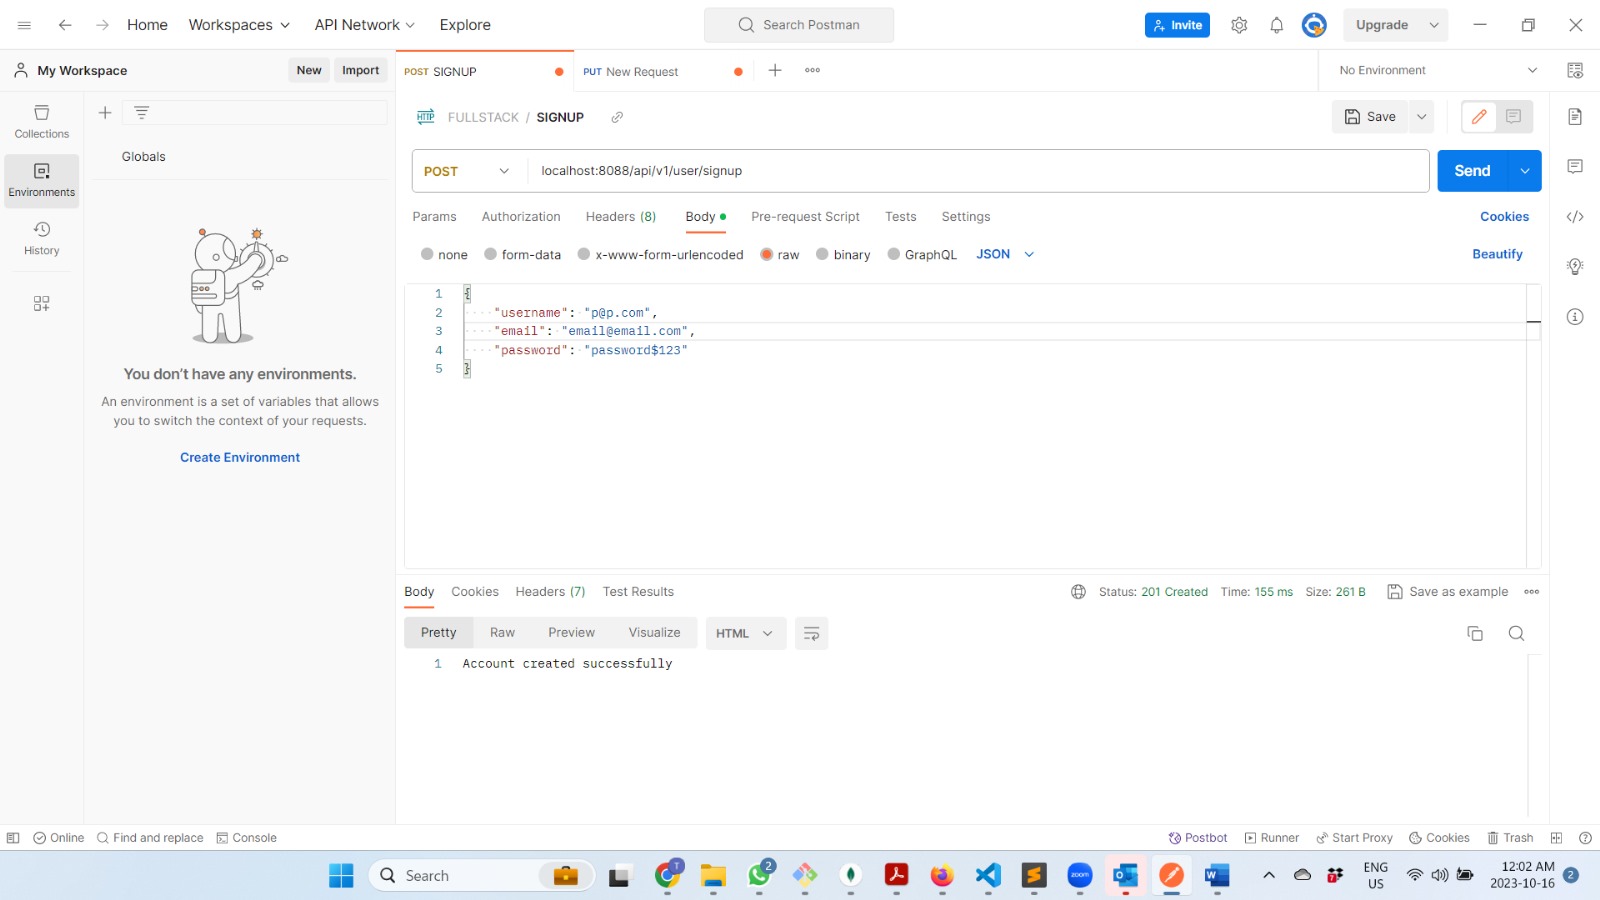 Home
Workspaces
API Network
Explore
Search Postman
Invite
Upgrade
My Workspace
New
Import
POST SIGNUP
PUT New Request
No Environment
Collections
Environments
History
Globals
You don't have any environments.
An environment is a set of variables that allows
you to switch the context of your requests.
Create Environment
HTTP FULLSTACK / SIGNUP
Save
POST
localhost:8088/api/v1/user/signup
Send
Params
Authorization
Headers (8)
Body
Pre-request Script
Tests
Settings
Cookies
none
form-data
x-www-form-urlencoded
raw
binary
GraphQL
JSON
Beautify
1 {
2 "username": "p@p.com",
3 "email": "email@email.com",
4 "password": "password$123"
5 }
Body
Cookies
Headers (7)
Test Results
Status: 201 Created
Time: 155 ms
Size: 261 B
Save as example
Pretty
Raw
Preview
Visualize
HTML
1 Account created successfully
Online
Find and replace
Console
Postbot
Runner
Start Proxy
Cookies
Trash
Search
T
2
zoom
W
ENG
US
12:02 AM
2023-10-16
2